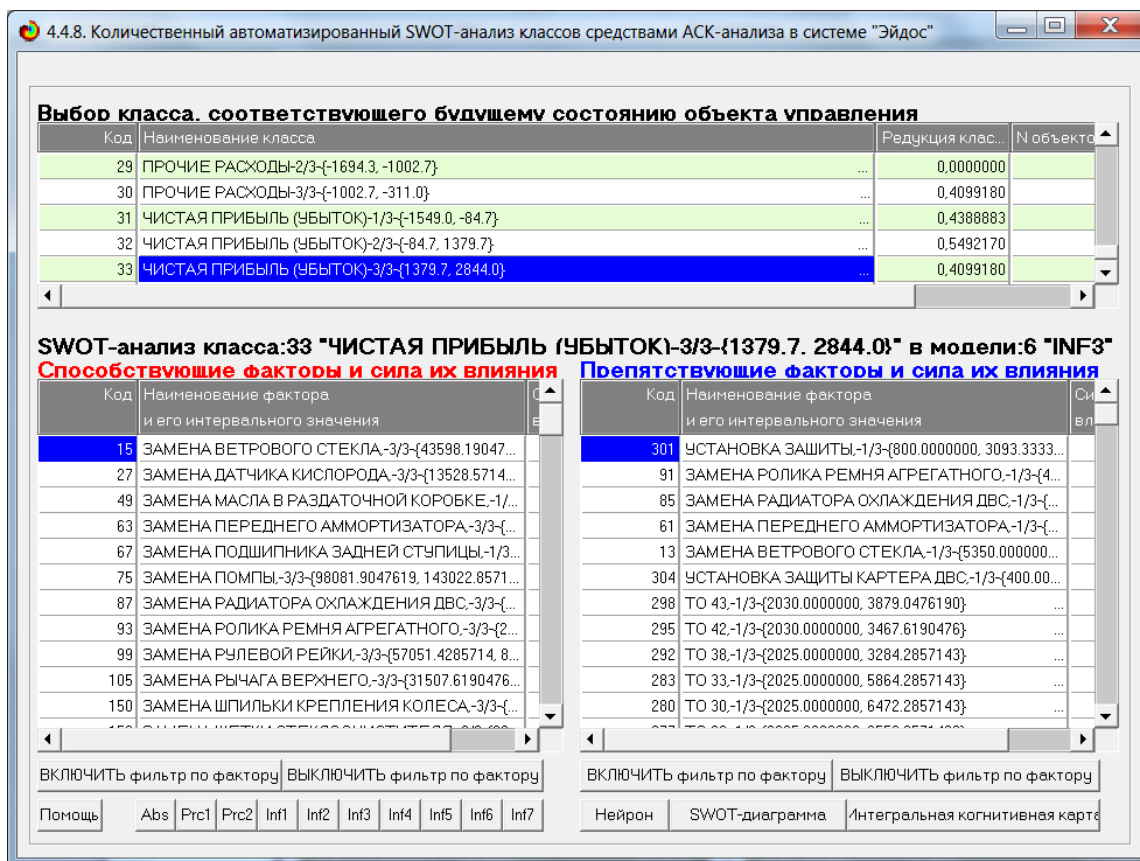 4.4.8. Количественный автоматизированный SWOT-анализ классов средствами АСК-анализа в системе "Эйдос"
Выбор класса, соответствующего будущему состоянию объекта управления
Код Наименование класса Редукция клас... N объекто
29 ПРОЧИЕ РАСХОДЫ-2/3-{-1694.3, -1002.7} ... 0,0000000
30 ПРОЧИЕ РАСХОДЫ-3/3-{-1002.7, -311.0} ... 0,4099180
31 ЧИСТАЯ ПРИБЫЛЬ (УБЫТОК)-1/3-{-1549.0, -84.7} ... 0,4388883
32 ЧИСТАЯ ПРИБЫЛЬ (УБЫТОК)-2/3-{-84.7, 1379.7} ... 0,5492170
33 ЧИСТАЯ ПРИБЫЛЬ (УБЫТОК)-3/3-{1379.7, 2844.0} ... 0,4099180
SWOT-анализ класса:33 "ЧИСТАЯ ПРИБЫЛЬ (УБЫТОК)-3/3-{1379.7, 2844.0}" в модели:6 "INF3"
Способствующие факторы и сила их влияния
Код Наименование фактора
и его интервального значения
15 ЗАМЕНА ВЕТРОВОГО СТЕКЛА,-3/3-{43598.19047...
27 ЗАМЕНА ДАТЧИКА КИСЛОРОДА,-3/3-{13528.5714...
49 ЗАМЕНА МАСЛА В РАЗДАТОЧНОЙ КОРОБКЕ,-1/...
63 ЗАМЕНА ПЕРЕДНЕГО АММОРТИЗАТОРА,-3/3-{...
67 ЗАМЕНА ПОДШИПНИКА ЗАДНЕЙ СТУПИЦЫ,-1/3...
75 ЗАМЕНА ПОМПЫ,-3/3-{98081.9047619, 143022.8571...
87 ЗАМЕНА РАДИАТОРА ОХЛАЖДЕНИЯ ДВС,-3/3-{...
93 ЗАМЕНА РОЛИКА РЕМНЯ АГРЕГАТНОГО,-3/3-{2...
99 ЗАМЕНА РУЛЕВОЙ РЕЙКИ,-3/3-{57051.4285714, 8...
105 ЗАМЕНА РЫЧАГА ВЕРХНЕГО,-3/3-{31507.6190476...
150 ЗАМЕНА ШПИЛЬКИ КРЕПЛЕНИЯ КОЛЕСА,-3/3-{...
Препятствующие факторы и сила их влияния
Код Наименование фактора Си
и его интервального значения вл
301 УСТАНОВКА ЗАШИТЫ,-1/3-{800.0000000, 3093.3333...
91 ЗАМЕНА РОЛИКА РЕМНЯ АГРЕГАТНОГО,-1/3-{4...
85 ЗАМЕНА РАДИАТОРА ОХЛАЖДЕНИЯ ДВС,-1/3-{...
61 ЗАМЕНА ПЕРЕДНЕГО АММОРТИЗАТОРА,-1/3-{...
13 ЗАМЕНА ВЕТРОВОГО СТЕКЛА,-1/3-{5350.000000...
304 УСТАНОВКА ЗАЩИТЫ КАРТЕРА ДВС,-1/3-{400.00...
298 ТО 43,-1/3-{2030.0000000, 3879.0476190} ...
295 ТО 42,-1/3-{2030.0000000, 3467.6190476} ...
292 ТО 38,-1/3-{2025.0000000, 3284.2857143} ...
283 ТО 33,-1/3-{2025.0000000, 5864.2857143} ...
280 ТО 30,-1/3-{2025.0000000, 6472.2857143} ...
ВКЛЮЧИТЬ фильтр по фактору ВЫКЛЮЧИТЬ фильтр по фактору ВКЛЮЧИТЬ фильтр по фактору ВЫКЛЮЧИТЬ фильтр по фактору
Помощь Abs Prc1 Prc2 Inf1 Inf2 Inf3 Inf4 Inf5 Inf6 Inf7 Нейрон SWOT-диаграмма Интегральная когнитивная карта